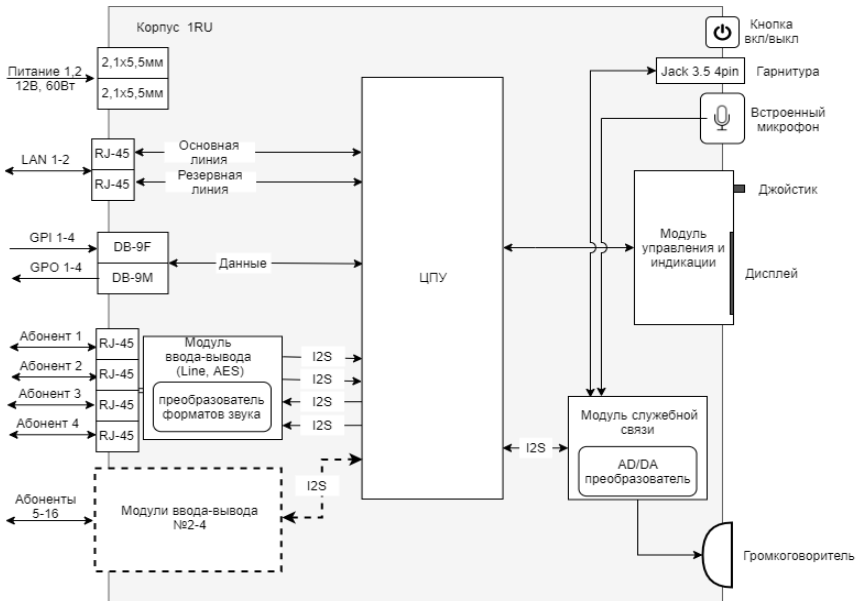 Корпус 1RU
Кнопка
вкл/выкл
Питание 1,2
12В, 60Вт
2,1х5,5мм
2,1х5,5мм
Jack 3.5 4pin
Гарнитура
Встроенный
микрофон
LAN 1-2
RJ-45
RJ-45
Основная
линия
Резервная
линия
Джойстик
Модуль
управления и
индикации
Дисплей
GPI 1-4
GPO 1-4
DB-9F
DB-9M
Данные
ЦПУ
Абонент 1
Абонент 2
Абонент 3
Абонент 4
RJ-45
RJ-45
RJ-45
RJ-45
Модуль
ввода-вывода
(Line, AES)
преобразователь
форматов звука
I2S
I2S
I2S
I2S
Модуль служебной
связи
AD/DA
преобразователь
I2S
I2S
Абоненты
5-16
Модули ввода-вывода
№2-4
Громкоговоритель